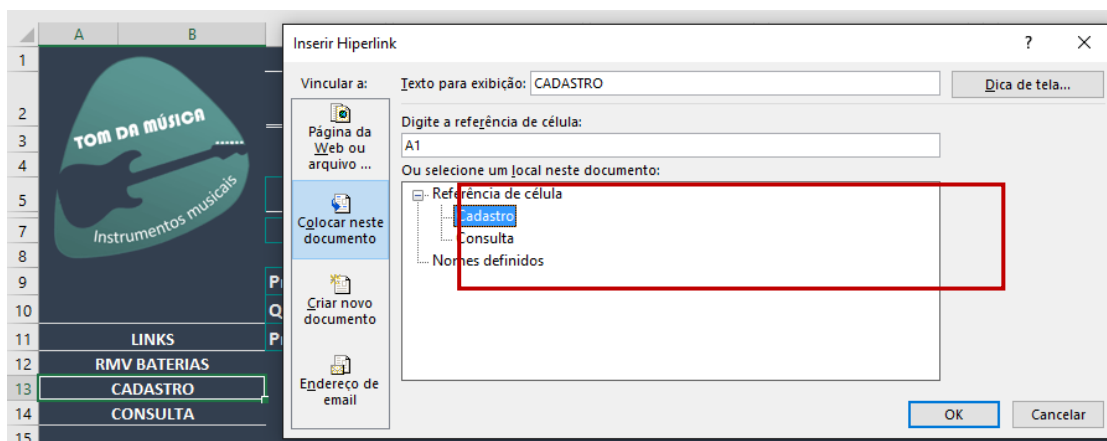 A B
Inserir Hiperlink ? ×
1
Vincular a: Texto para exibição: CADASTRO Dica de tela...
2
TOM DA MÚSICA
Página da Web ou arquivo ...
Digite a referência de célula:
3
A1
4
Ou selecione um local neste documento:
5
Instrumentos musicais
Colocar neste documento
Referência de célula
Cadastro
7
Consulta
8
Nomes definidos
9
P
Criar novo documento
10
Q
11 LINKS P
12 RMV BATERIAS
Endereço de email
13 CADASTRO
14 CONSULTA
OK Cancelar
15